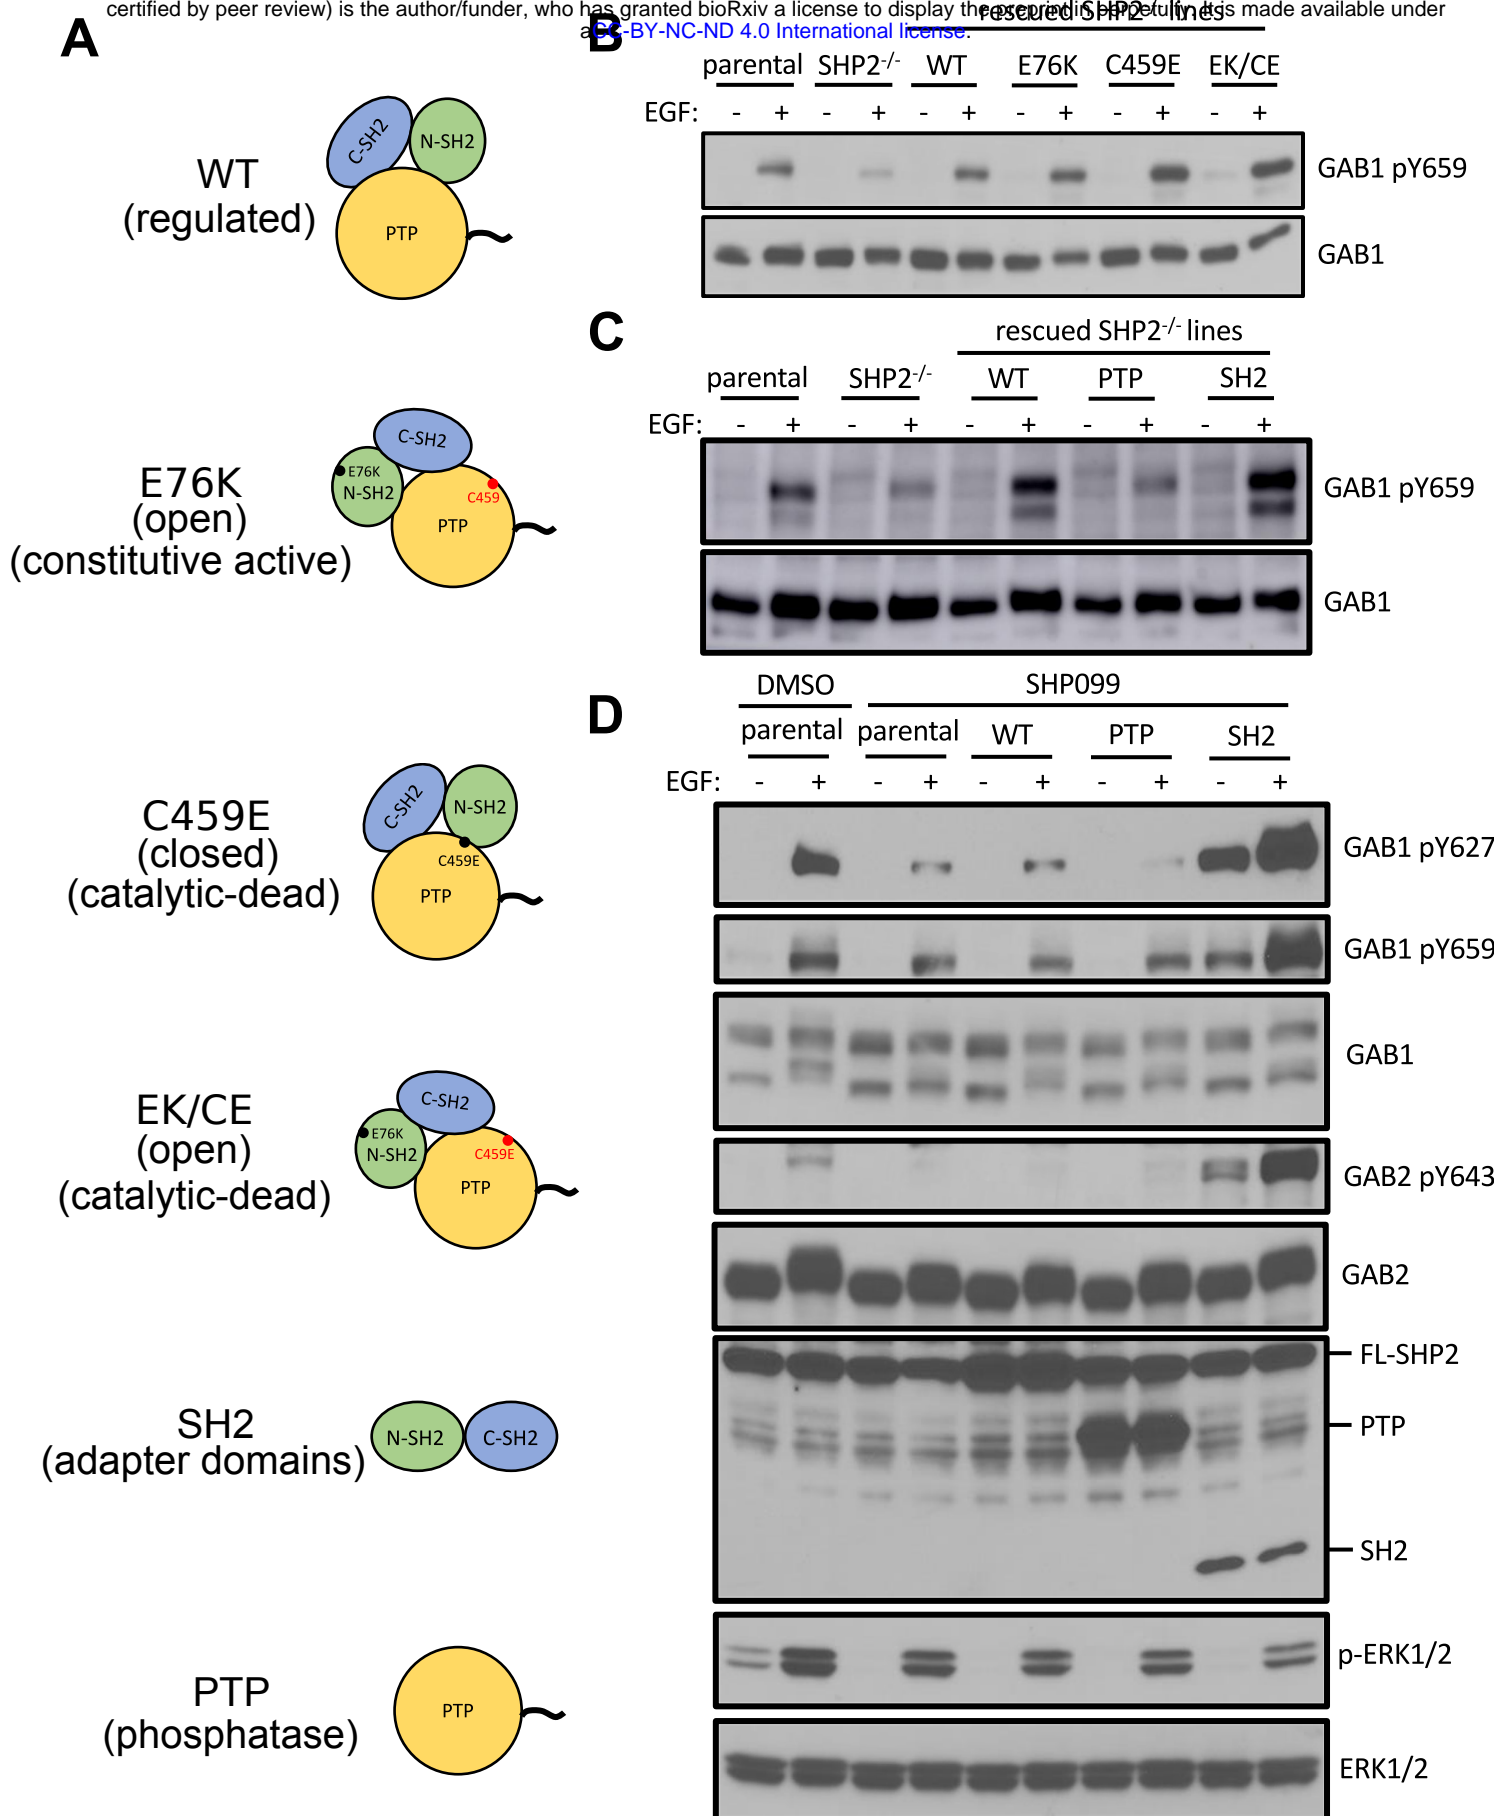 certified by peer review) is the author/funder, who has granted bioRxiv a license to display the preprint in perpetuity. It is made available under
aCC-BY-NC-ND 4.0 International license.
A
WT
(regulated)
C-SH2
N-SH2
PTP
E76K
(open)
(constitutive active)
C-SH2
E76K
N-SH2
C459
PTP
C459E
(closed)
(catalytic-dead)
C-SH2
N-SH2
C459E
PTP
EK/CE
(open)
(catalytic-dead)
C-SH2
E76K
N-SH2
C459E
PTP
SH2
(adapter domains)
N-SH2 C-SH2
PTP
(phosphatase)
PTP
B
rescued SHP2-/- lines
parental SHP2-/- WT E76K C459E EK/CE
EGF: - + - + - + - + - + - +
GAB1 pY659
GAB1
C
rescued SHP2-/- lines
parental SHP2-/- WT PTP SH2
EGF: - + - + - + - + - +
GAB1 pY659
GAB1
D
DMSO SHP099
parental parental WT PTP SH2
EGF: - + - + - + - + - +
GAB1 pY627
GAB1 pY659
GAB1
GAB2 pY643
GAB2
FL-SHP2
PTP
SH2
p-ERK1/2
ERK1/2